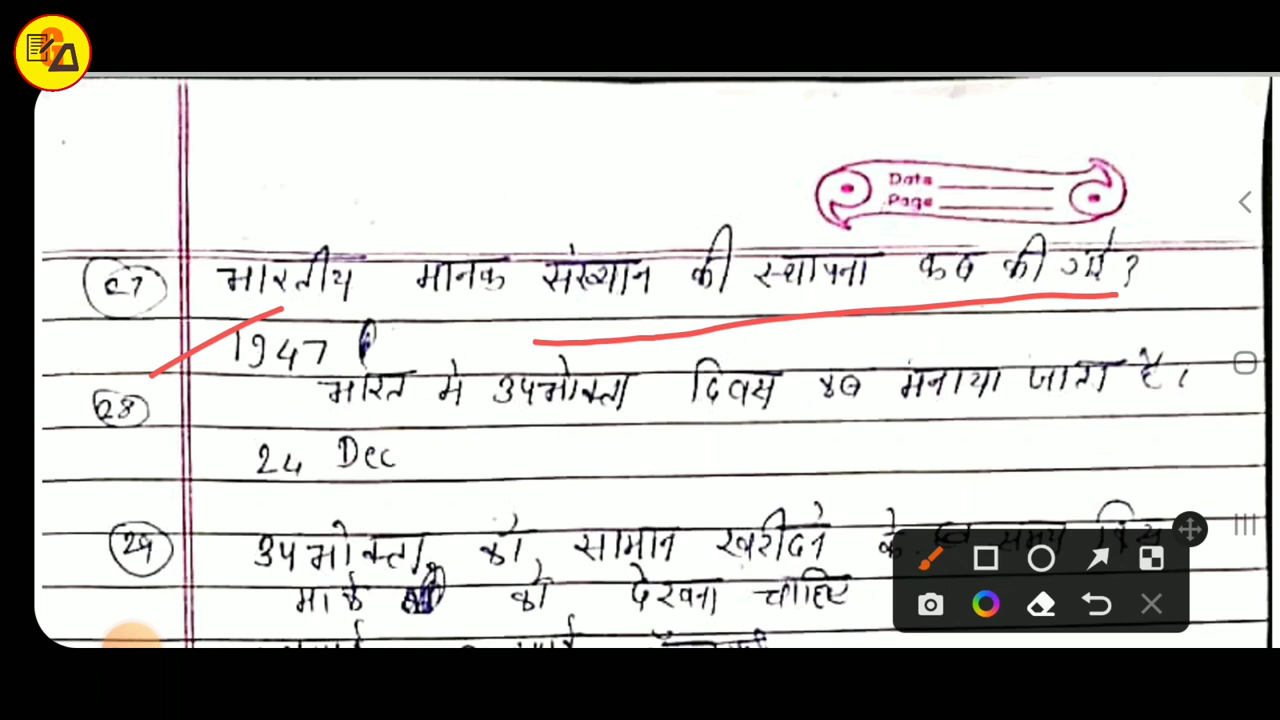 Date
Page
27 भारतीय मानक संस्थान की स्थापना कब की गई?
1947
28 भारत मे उपभोक्ता दिवस कब मनाया जाता है।
24 Dec
29 उपभोक्ता को सामान खरीदने के समय किस
मार्क को देखना चाहिए